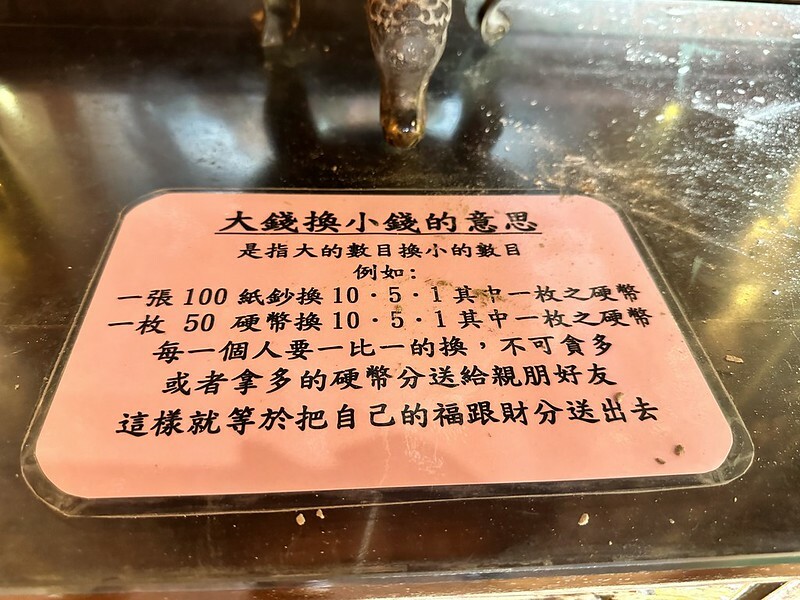 大錢換小錢的意思
是指大的數目換小的數目
例如:
一張 100 紙鈔換 10．5．1 其中一枚之硬幣
一枚 50 硬幣換 10．5．1 其中一枚之硬幣
每一個人要一比一的換，不可貪多
或者拿多的硬幣分送給親朋好友
這樣就等於把自己的福跟財分送出去